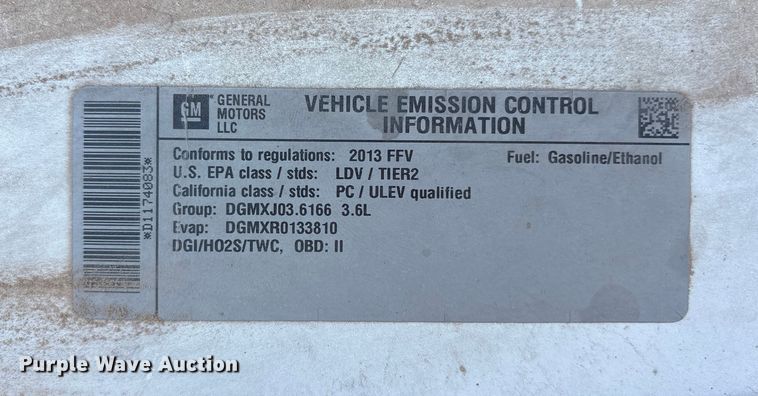 *D1174083*
GM
GENERAL MOTORS LLC
VEHICLE EMISSION CONTROL
INFORMATION
Conforms to regulations: 2013 FFV Fuel: Gasoline/Ethanol
U.S. EPA class / stds: LDV / TIER2
California class / stds: PC / ULEV qualified
Group: DGMXJ03.6166 3.6L
Evap: DGMXR0133810
DGI/HO2S/TWC, OBD: II
Purple Wave Auction